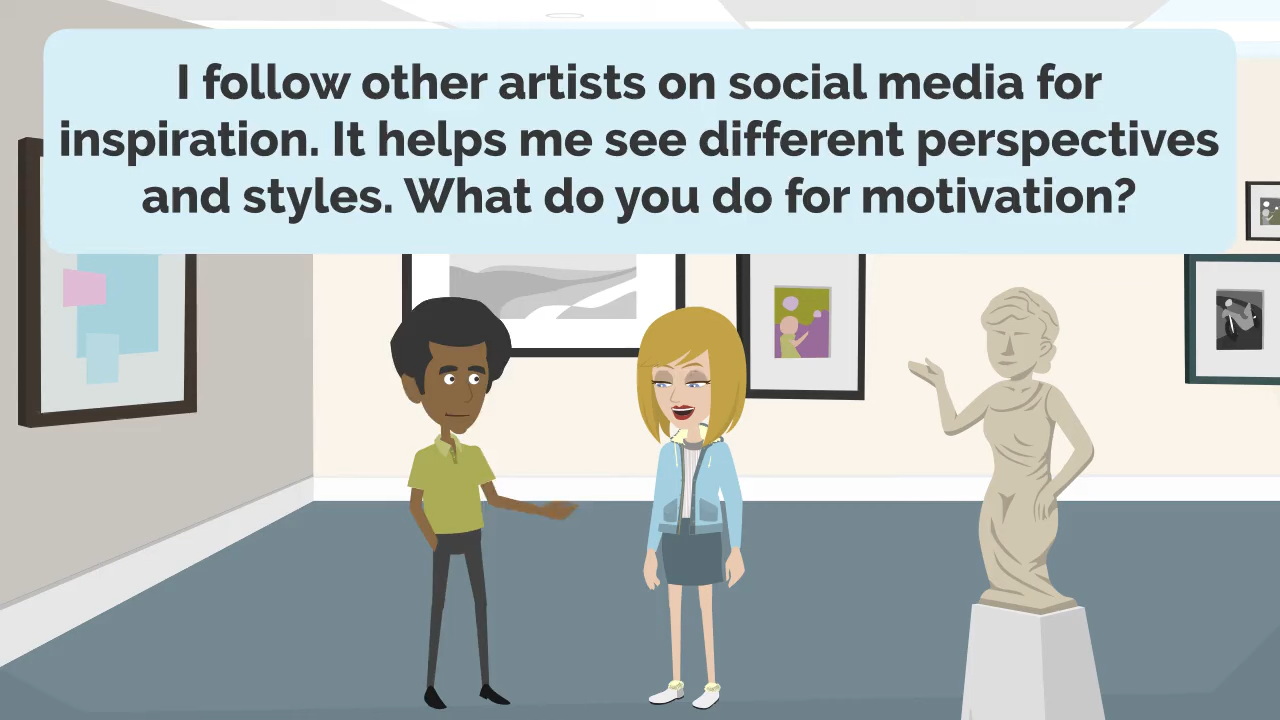 I follow other artists on social media for
inspiration. It helps me see different perspectives
and styles. What do you do for motivation?